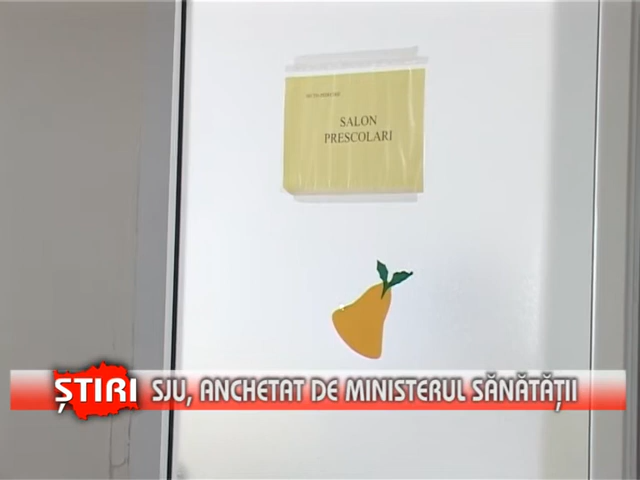 SALON
PRESCOLARI
ȘTIRI SJU, ANCHETAT DE MINISTERUL SĂNĂTĂȚII